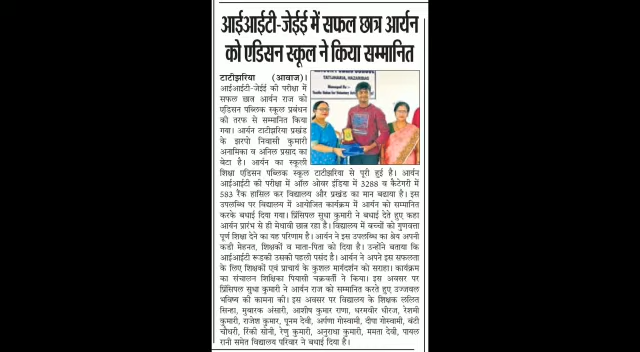 आईआईटी-जेईई में सफल छात्र आर्यन
को एडिसन स्कूल ने किया सम्मानित
टाटीझरिया (आवाज)।
आईआईटी-जेईई की परीक्षा में
सफल छात्र आर्यन राज को
एडिसन पब्लिक स्कूल प्रबंधन
की तरफ से सम्मानित किया
गया। आर्यन टाटीझरिया प्रखंड
के झरपो निवासी कुमारी
अनामिका व अनिल प्रसाद का
बेटा है। आर्यन का स्कूली
TATIJHARIA, HAZARIBAG
शिक्षा एडिसन पब्लिक स्कूल टाटीझरिया से पूरी हुई है। आर्यन
आईआईटी की परीक्षा में ऑल ओवर इंडिया में 3288 व कैटेगरी में
583 रैंक हासिल कर विद्यालय और प्रखंड का मान बढाया है। इस
उपलब्धि पर विद्यालय में आयोजित कार्यक्रम में आर्यन को सम्मानित
करके बधाई दिया गया। प्रिंसिपल सुधा कुमारी ने बधाई देते हुए कहा
आर्यन प्रारंभ से ही मेधावी छात्र रहा है। विद्यालय में बच्चों को गुणवत्ता
पूर्ण शिक्षा देने का यह परिणाम है। आर्यन ने इस उपलब्धि का श्रेय अपनी
कड़ी मेहनत, शिक्षकों व माता-पिता को दिया है। उन्होंने बताया कि
आईआईटी रूडकी उसकी पहली पसंद है। आर्यन ने अपने इस सफलता
के लिए शिक्षकों एवं प्राचार्य के कुशल मार्गदर्शन को सराहा। कार्यक्रम
का संचालन शिक्षिका पियासी चक्रवर्ती ने किया। इस अवसर पर
प्रिंसिपल सुधा कुमारी ने आर्यन राज को सम्मानित करते हुए उज्जवल
भविष्य की कामना की। इस अवसर पर विद्यालय के शिक्षक ललित
सिन्हा, मुबारक अंसारी, आशीष कुमार राणा, धरमवीर धीरज, रेशमी
कुमारी, राजेश कुमार, पूनम देवी, अर्पणा गोस्वामी, दीपा गोस्वामी, बंटी
चौधरी, रिंकी सोनी, रेणु कुमारी, अनुराधा कुमारी, ममता देवी, पायल
रानी समेत विद्यालय परिवार ने बधाई दिया है।